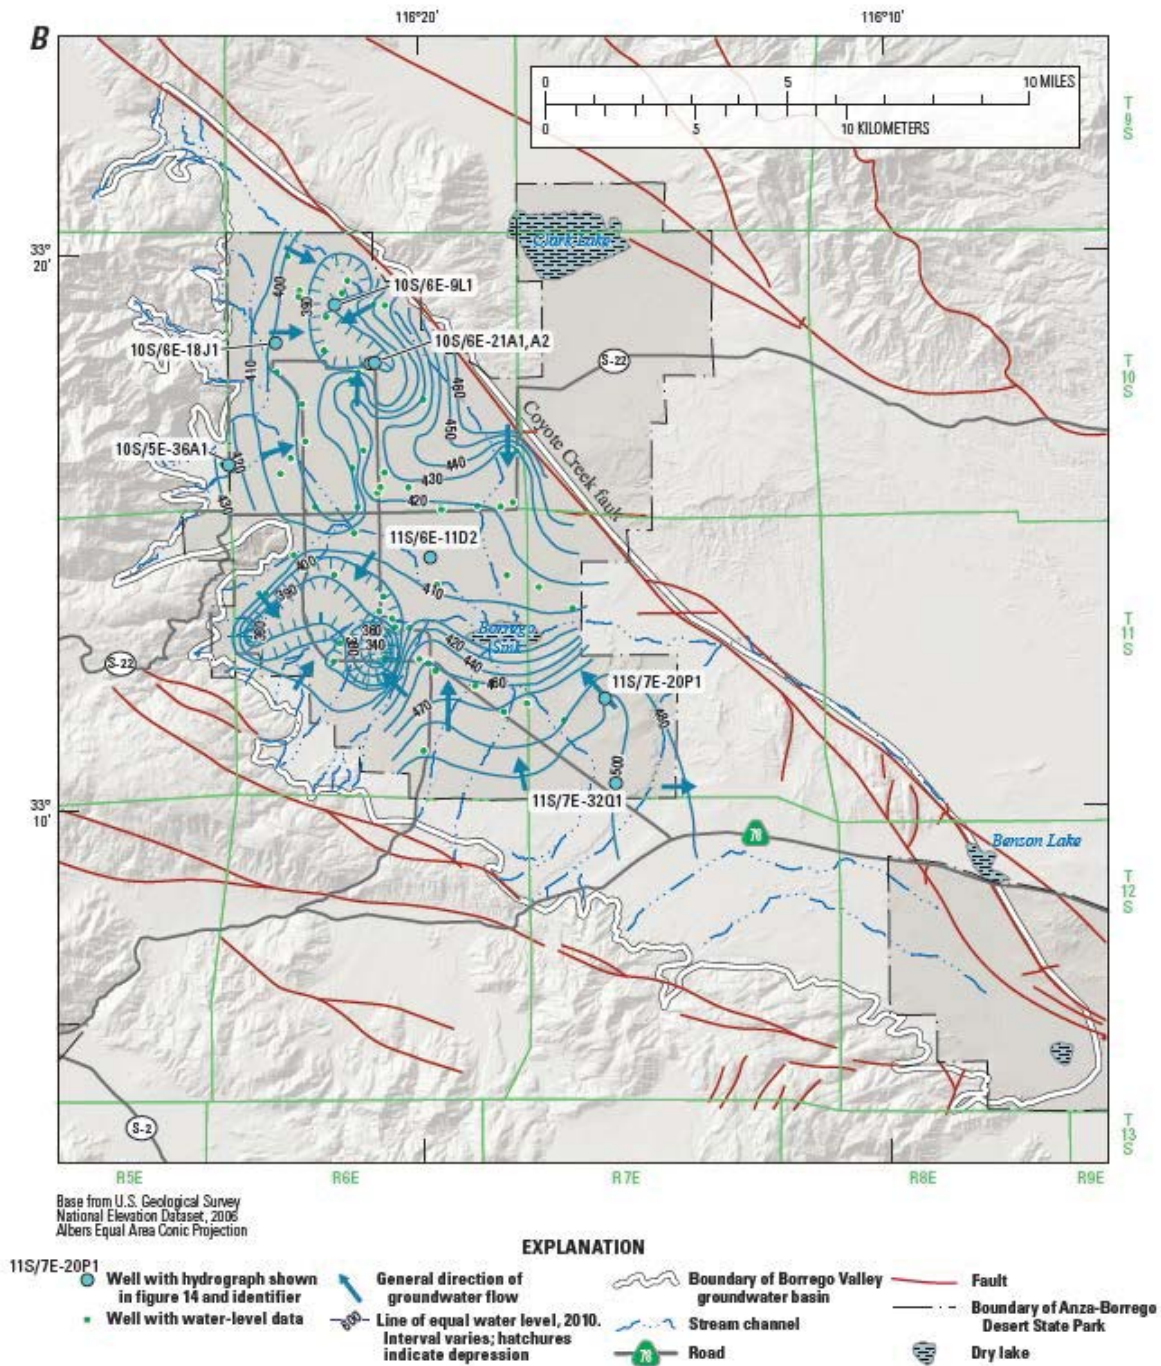 B
116°20'
116°10'
0 5 10 MILES
0 5 10 KILOMETERS
T
9
S
33°
20'
Clark Lake
400
390
10S/6E-9L1
10S/6E-18J1
10S/6E-21A1,A2
S-22
410
T
10
S
460
450
Coyote Creek fault
10S/5E-36A1
420
440
430
430
420
11S/6E-11D2
400
410
390
Borrego
Sink
360
360
340
380
420
440
460
T
11
S
S-22
11S/7E-20P1
470
480
500
11S/7E-32Q1
33°
10'
78
Benson Lake
T
12
S
S-2
T
13
S
R5E R6E R7E R8E R9E
Base from U.S. Geological Survey
National Elevation Dataset, 2006
Albers Equal Area Conic Projection
EXPLANATION
11S/7E-20P1
Well with hydrograph shown
in figure 14 and identifier
Well with water-level data
General direction of
groundwater flow
600
Line of equal water level, 2010.
Interval varies; hatchures
indicate depression
Boundary of Borrego Valley
groundwater basin
Stream channel
78
Road
Fault
Boundary of Anza-Borrego
Desert State Park
Dry lake